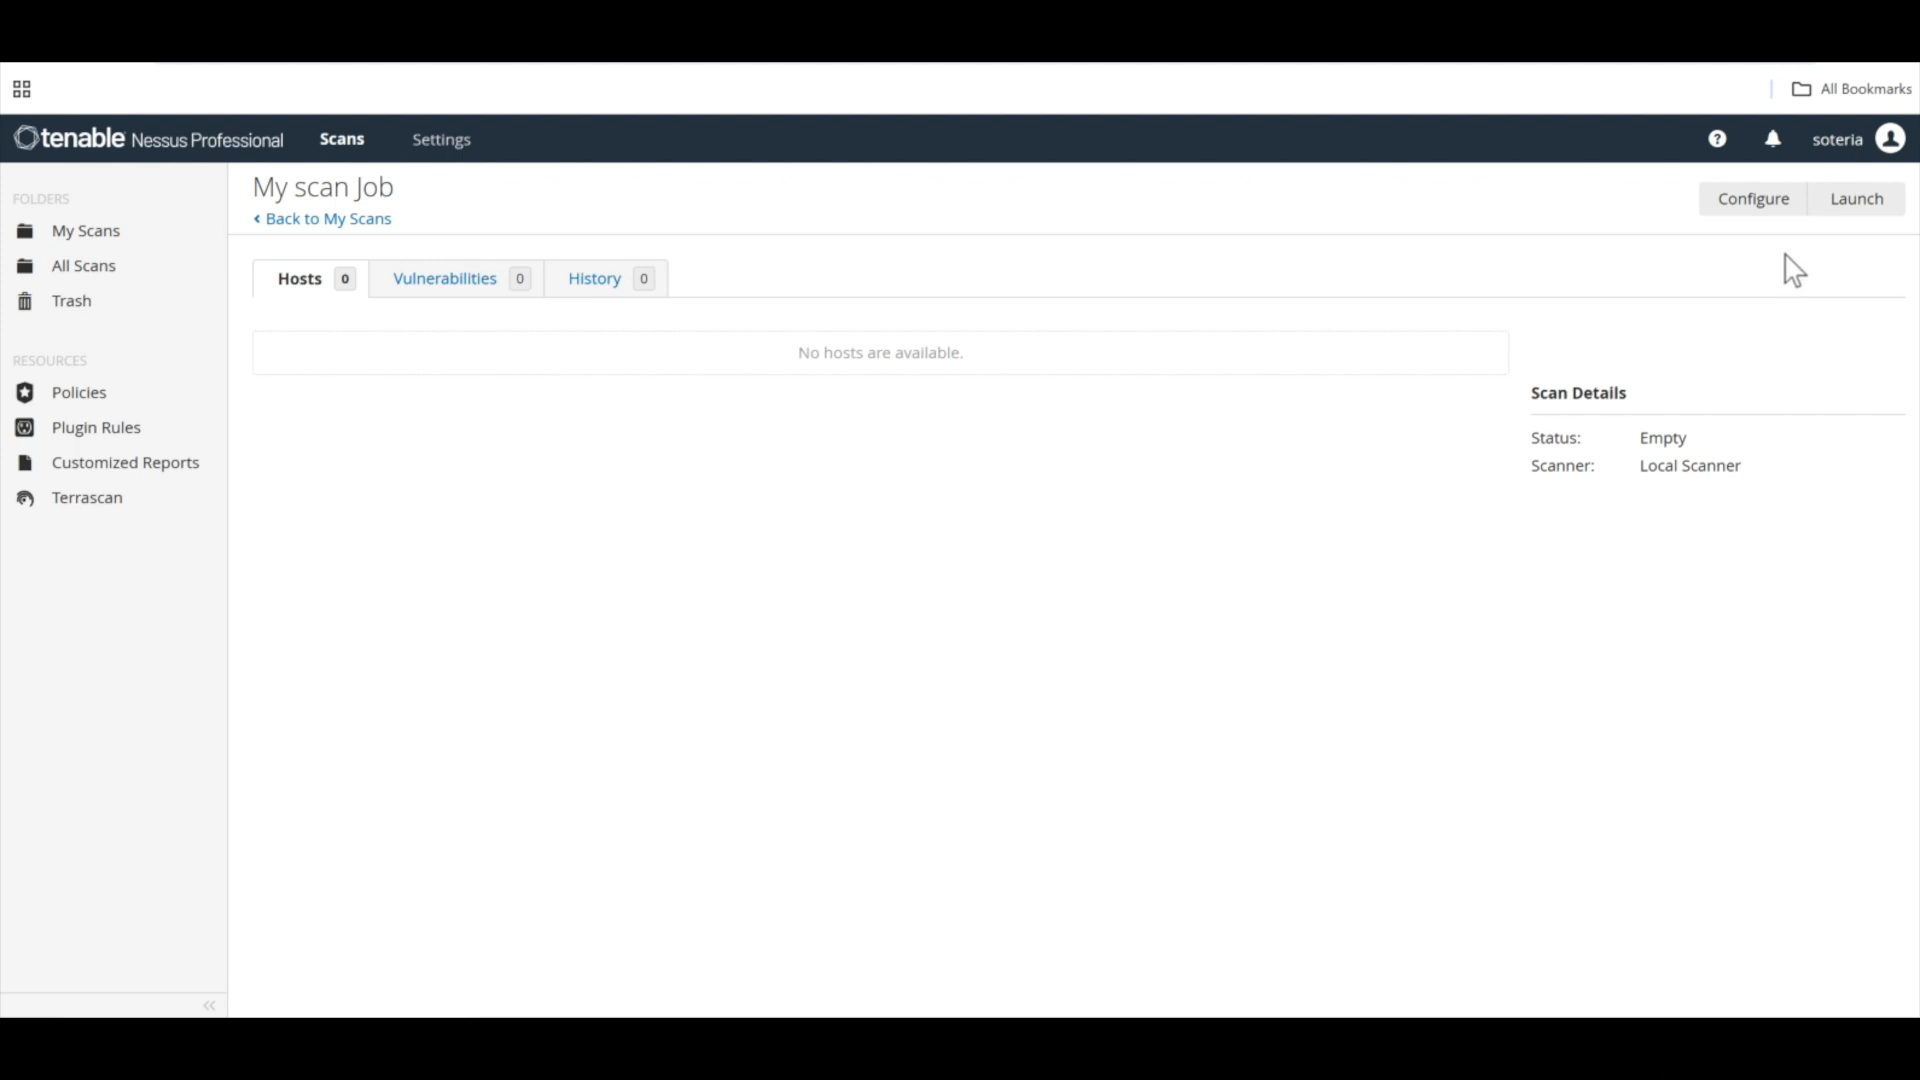 All Bookmarks
tenable Nessus Professional Scans Settings soteria
My scan Job
Configure Launch
‹ Back to My Scans
FOLDERS
My Scans
All Scans
Trash
RESOURCES
Policies
Plugin Rules
Customized Reports
Terrascan
Hosts 0 Vulnerabilities 0 History 0
No hosts are available.
Scan Details
Status: Empty
Scanner: Local Scanner